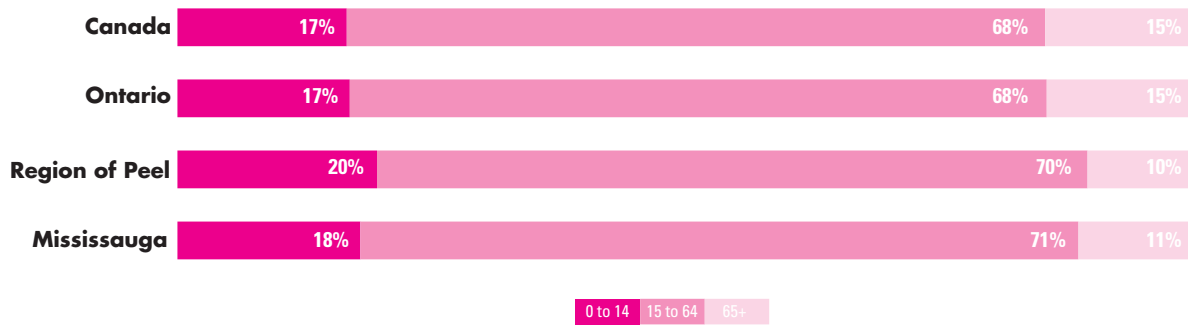 Canada 17% 68% 15%
Ontario 17% 68% 15%
Region of Peel 20% 70% 10%
Mississauga 18% 71% 11%
0 to 14 15 to 64 65+